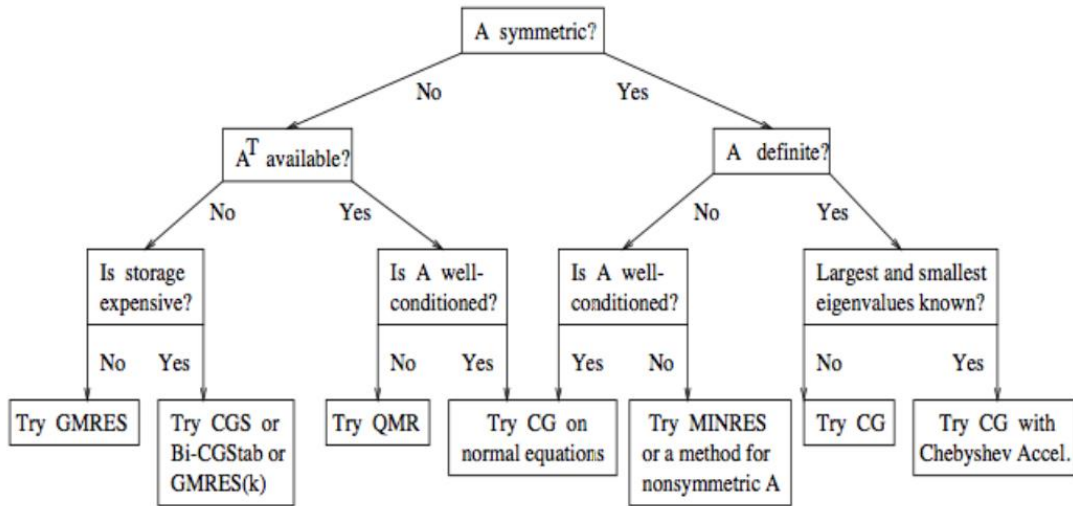 A symmetric?
No
Yes
A^T available?
A definite?
No
Yes
No
Yes
Is storage
expensive?
Is A well-
conditioned?
Is A well-
conditioned?
Largest and smallest
eigenvalues known?
No
Yes
No
Yes
Yes
No
No
Yes
Try GMRES
Try CGS or
Bi-CGStab or
GMRES(k)
Try QMR
Try CG on
normal equations
Try MINRES
or a method for
nonsymmetric A
Try CG
Try CG with
Chebyshev Accel.